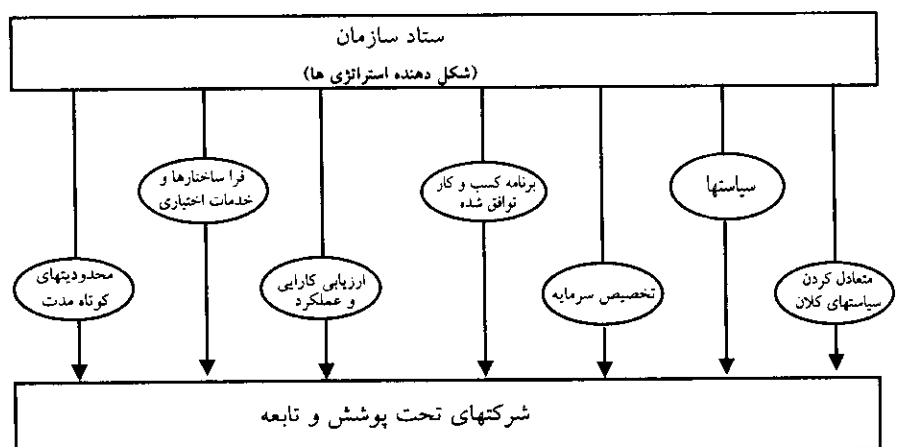 ستاد سازمان
(شکل دهنده استراتژی ها)
متعادل کردن
سیاستهای کلان
سیاستها
تخصیص سرمایه
برنامه کسب و کار
توافق شده
ارزیابی کارایی
و عملکرد
فرا ساختارها و
خدمات اختیاری
محدودیتهای
کوتاه مدت
شرکتهای تحت پوشش و تابعه